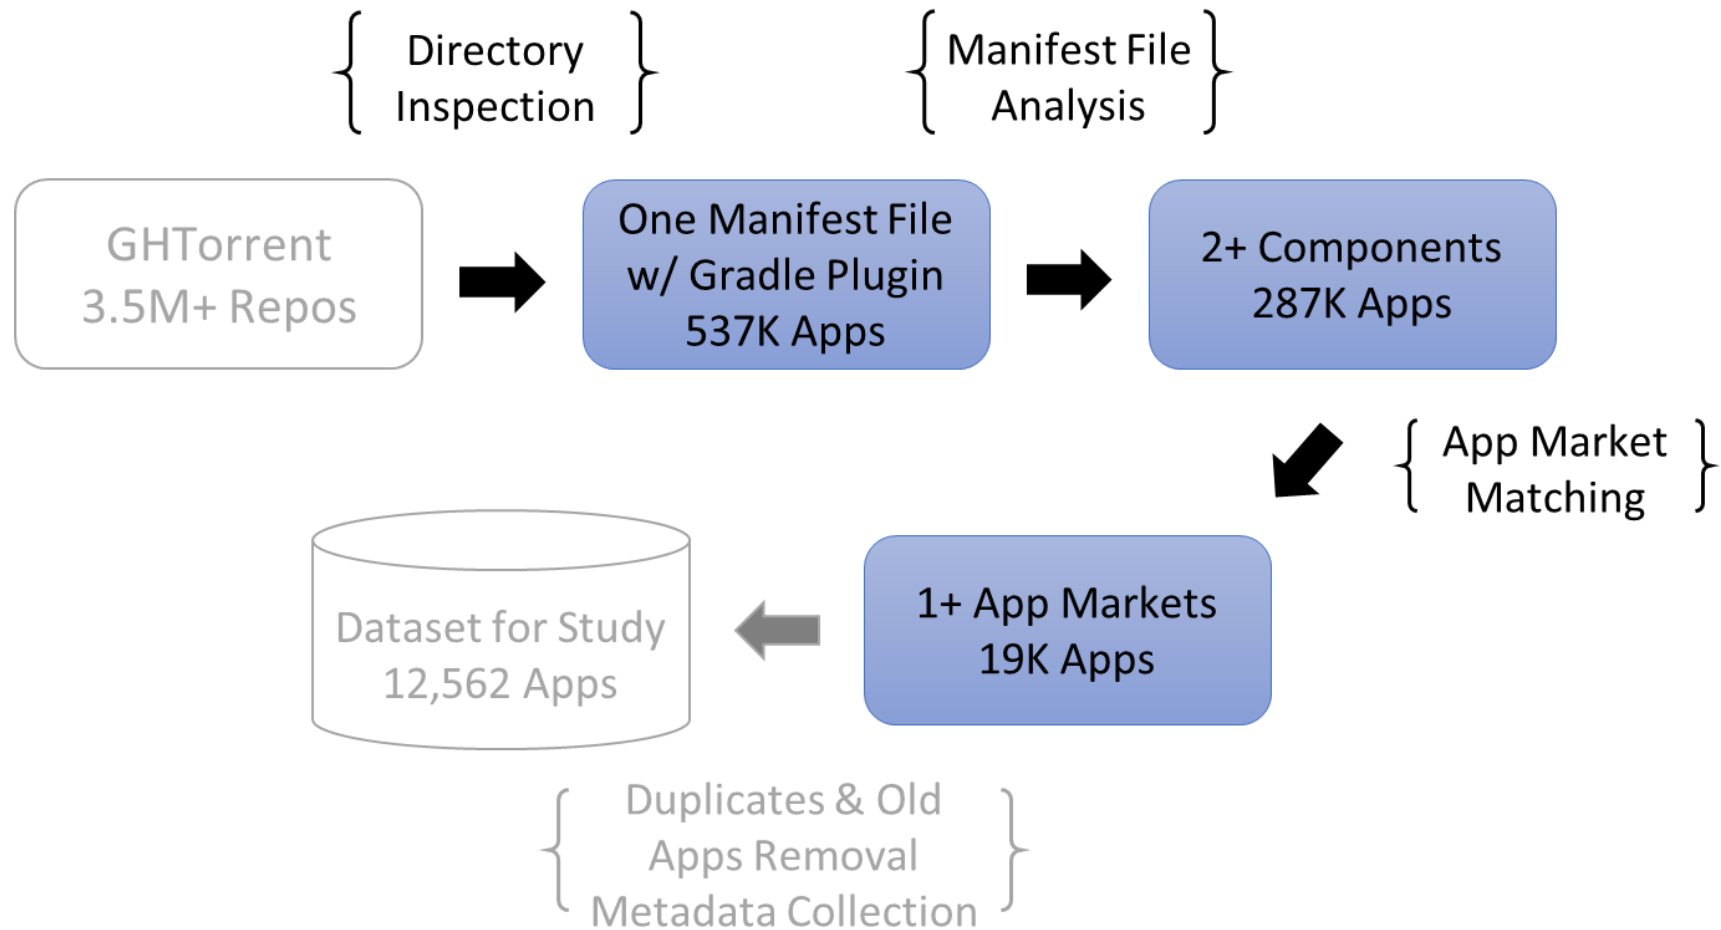 Directory
Inspection
Manifest File
Analysis
GHTorrent
3.5M+ Repos
One Manifest File
w/ Gradle Plugin
537K Apps
2+ Components
287K Apps
App Market
Matching
1+ App Markets
19K Apps
Dataset for Study
12,562 Apps
Duplicates & Old
Apps Removal
Metadata Collection